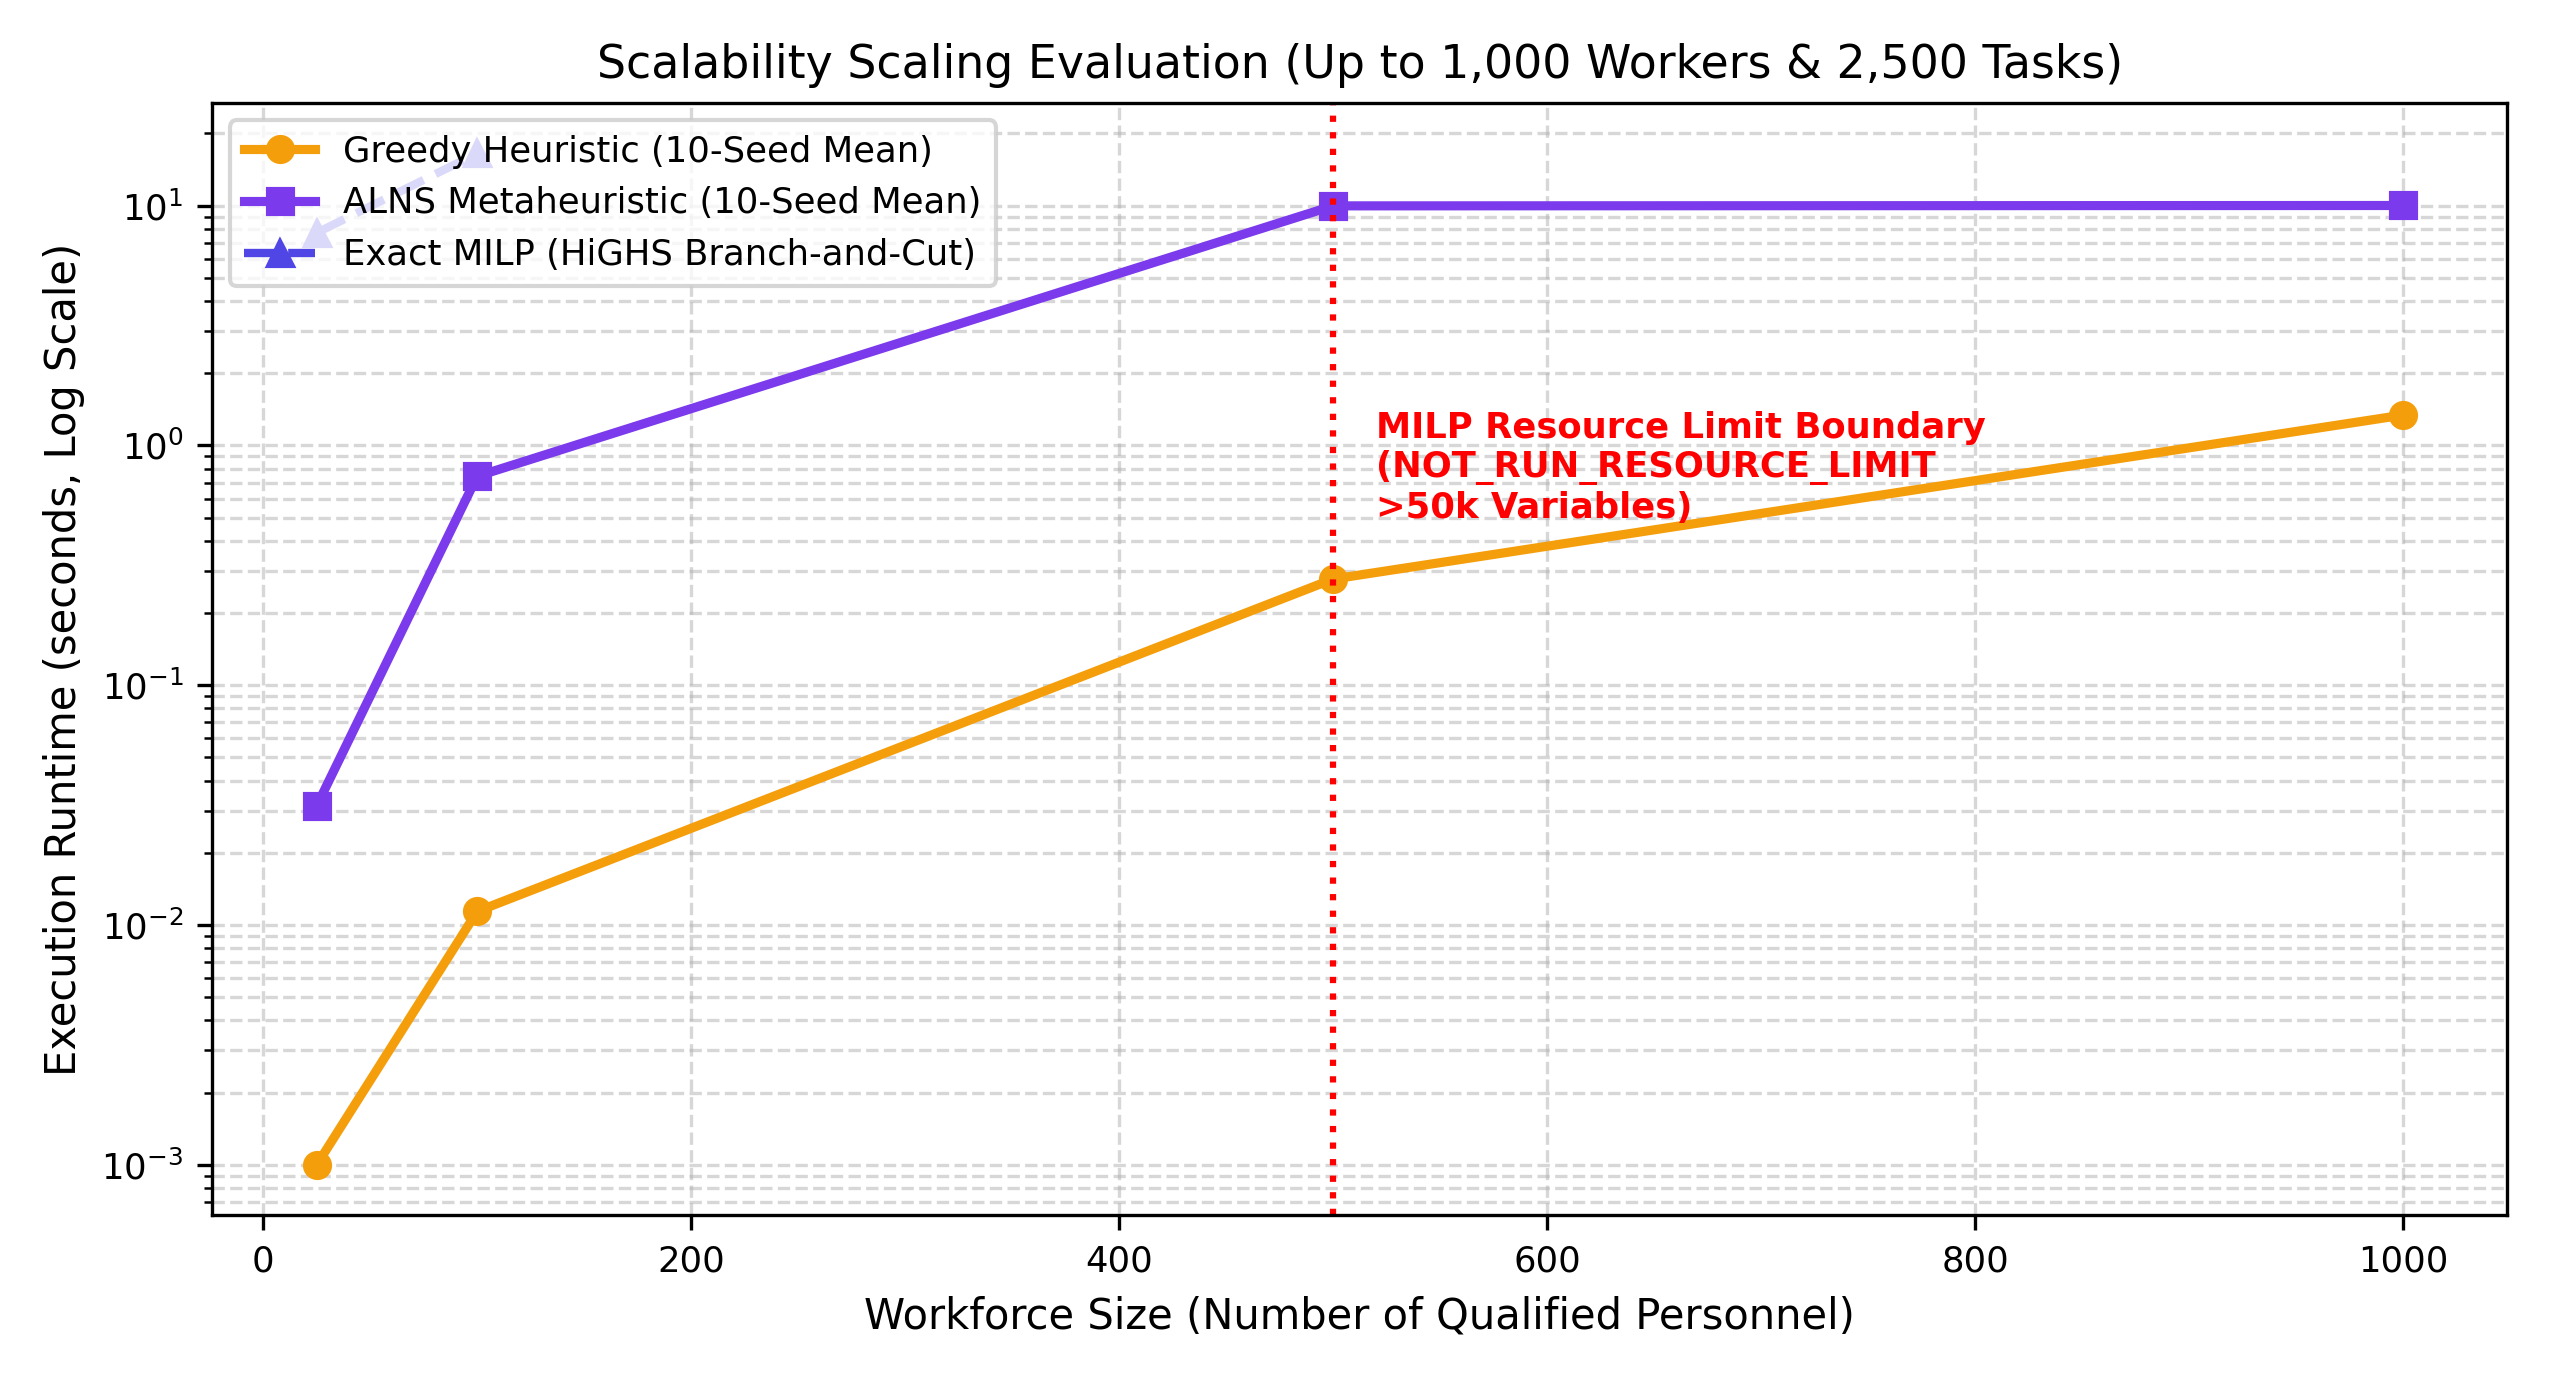 Scalability Scaling Evaluation (Up to 1,000 Workers & 2,500 Tasks)
Greedy Heuristic (10-Seed Mean)
ALNS Metaheuristic (10-Seed Mean)
Exact MILP (HiGHS Branch-and-Cut)
Execution Runtime (seconds, Log Scale)
10¹
10⁰
10⁻¹
10⁻²
10⁻³
MILP Resource Limit Boundary
(NOT_RUN_RESOURCE_LIMIT
>50k Variables)
0 200 400 600 800 1000
Workforce Size (Number of Qualified Personnel)